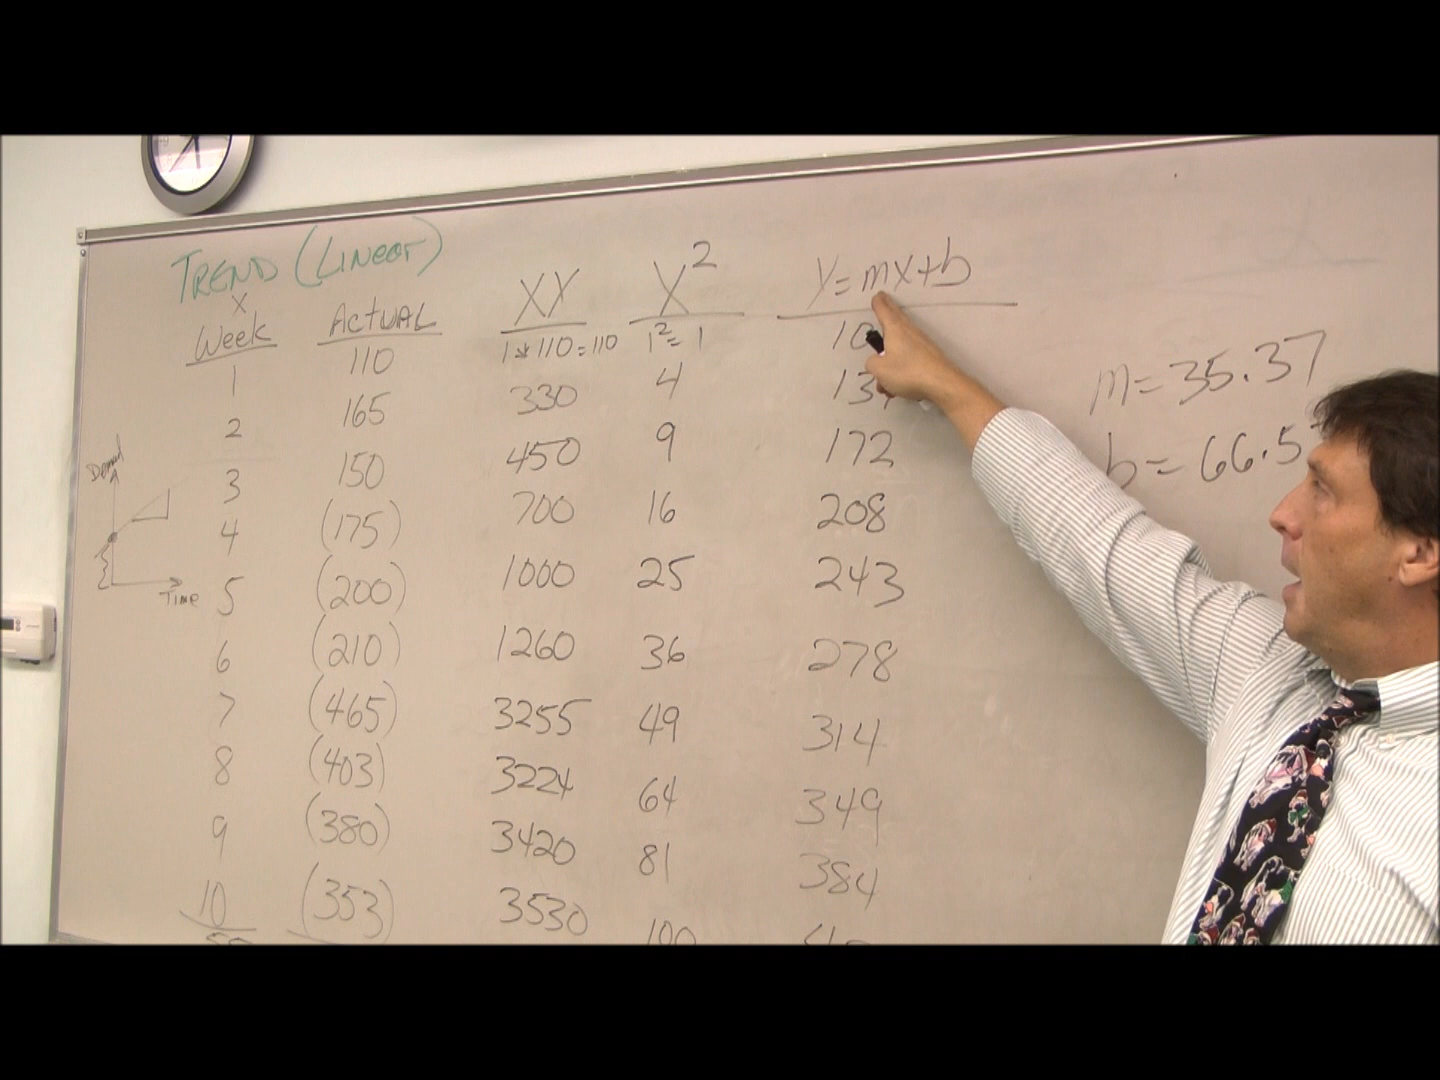 TREND (LINEAR)
X
Week ACTUAL XY X² Y=mx+b
1 110 1*110=110 1²=1
2 165 330 4
3 150 450 9 172
4 (175) 700 16 208
5 (200) 1000 25 243
6 (210) 1260 36 278
7 (465) 3255 49 314
8 (403) 3224 64 349
9 (380) 3420 81 384
10 (353) 3530 100
m=35.37
b=66.5
Demand
Time